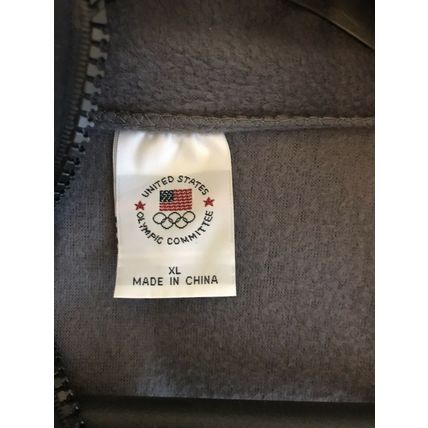 UNITED STATES
OLYMPIC COMMITTEE
XL
MADE IN CHINA